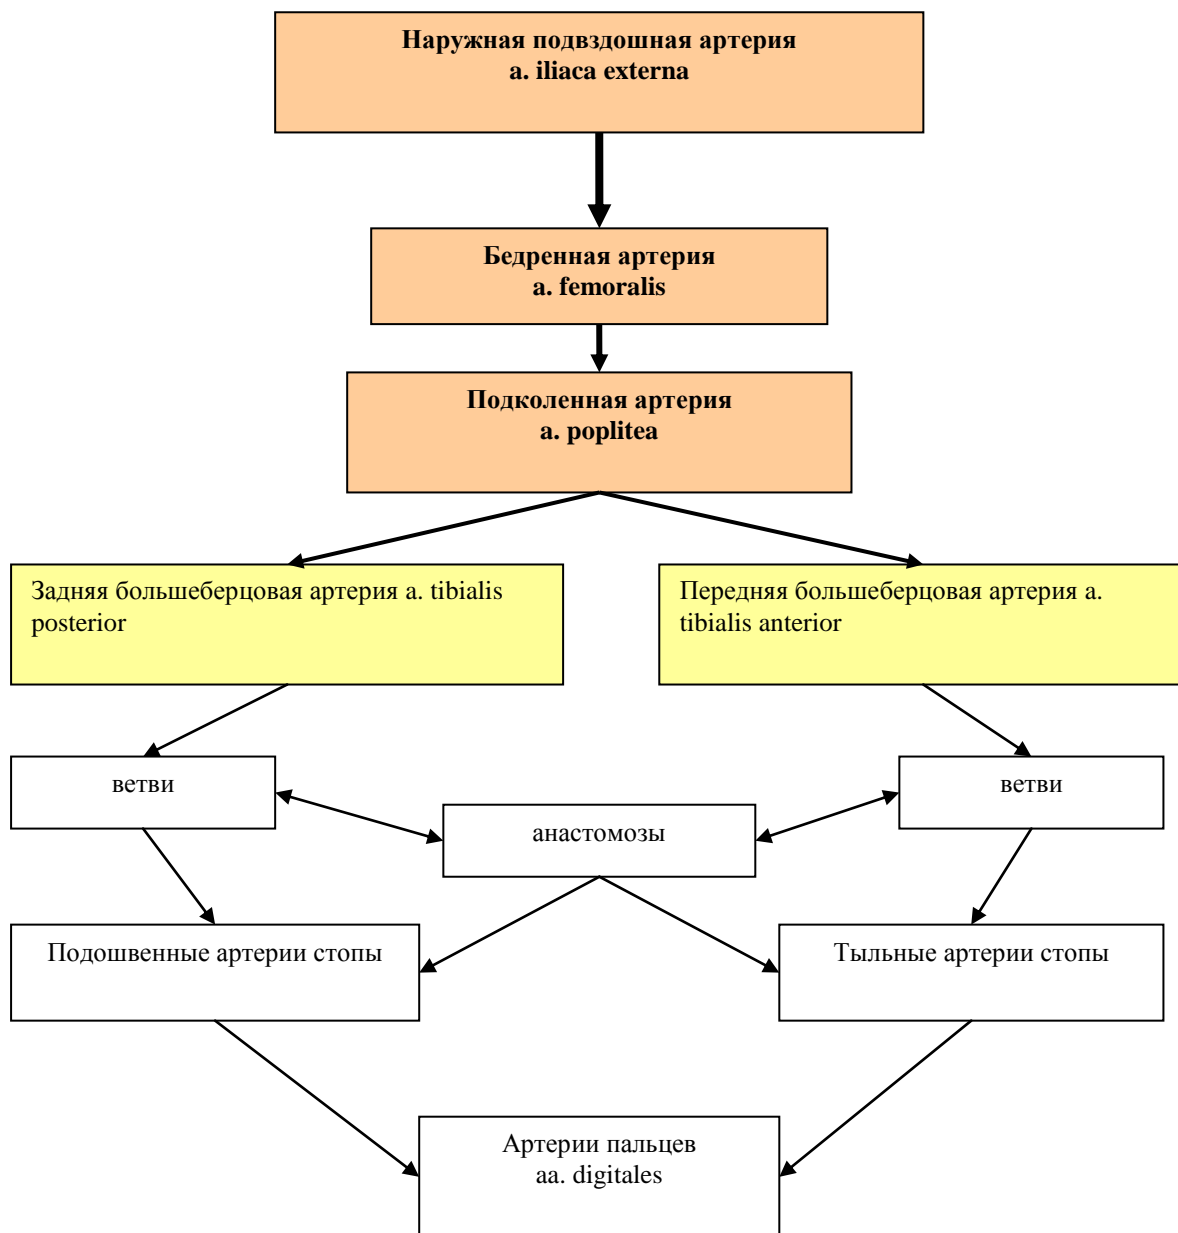 Наружная подвздошная артерия
a. iliaca externa
Бедренная артерия
a. femoralis
Подколенная артерия
a. poplitea
Задняя большеберцовая артерия a. tibialis
posterior
Передняя большеберцовая артерия a.
tibialis anterior
ветви
ветви
анастомозы
Подошвенные артерии стопы
Тыльные артерии стопы
Артерии пальцев
aa. digitales